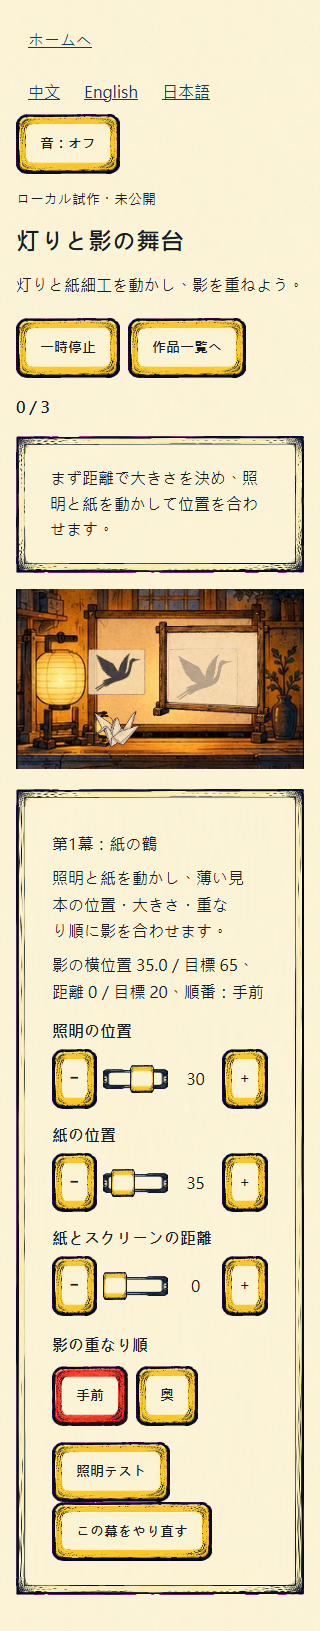 ホームへ
中文 English 日本語
音：オフ
ローカル試作・未公開
灯りと影の舞台
灯りと紙細工を動かし、影を重ねよう。
一時停止 作品一覧へ
0 / 3
まず距離で大きさを決め、照
明と紙を動かして位置を合わ
せます。
第1幕：紙の鶴
照明と紙を動かし、薄い見
本の位置・大きさ・重な
り順に影を合わせます。
影の横位置 35.0 / 目標 65、
距離 0 / 目標 20、順番：手前
照明の位置
− 30 +
紙の位置
− 35 +
紙とスクリーンの距離
− 0 +
影の重なり順
手前 奥
照明テスト
この幕をやり直す